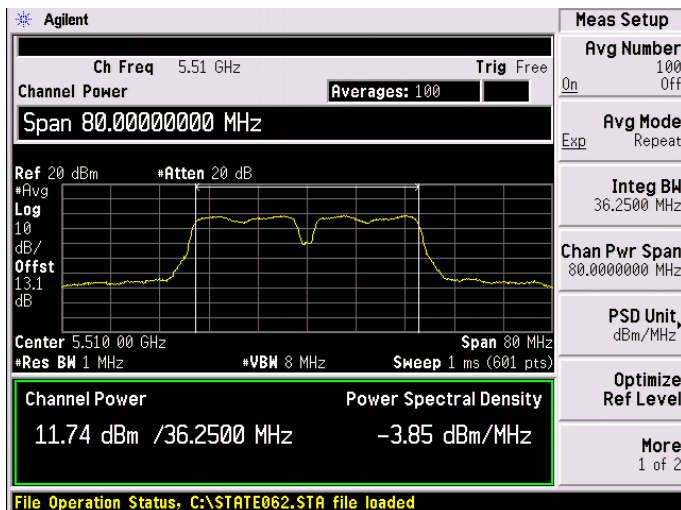 Agilent
Meas Setup
Ch Freq 5.51 GHz Trig Free
Channel Power Averages: 100
Span 80.00000000 MHz
Ref 20 dBm #Atten 20 dB
#Avg
Log
10
dB/
Offst
13.1
dB
Center 5.510 00 GHz Span 80 MHz
#Res BW 1 MHz #VBW 8 MHz Sweep 1 ms (601 pts)
Channel Power Power Spectral Density
11.74 dBm /36.2500 MHz -3.85 dBm/MHz
File Operation Status, C:\STATE062.STA file loaded
Avg Number
100
On Off
Avg Mode
Exp Repeat
Integ BW
36.2500 MHz
Chan Pwr Span
80.0000000 MHz
PSD Unit
dBm/MHz
Optimize
Ref Level
More
1 of 2